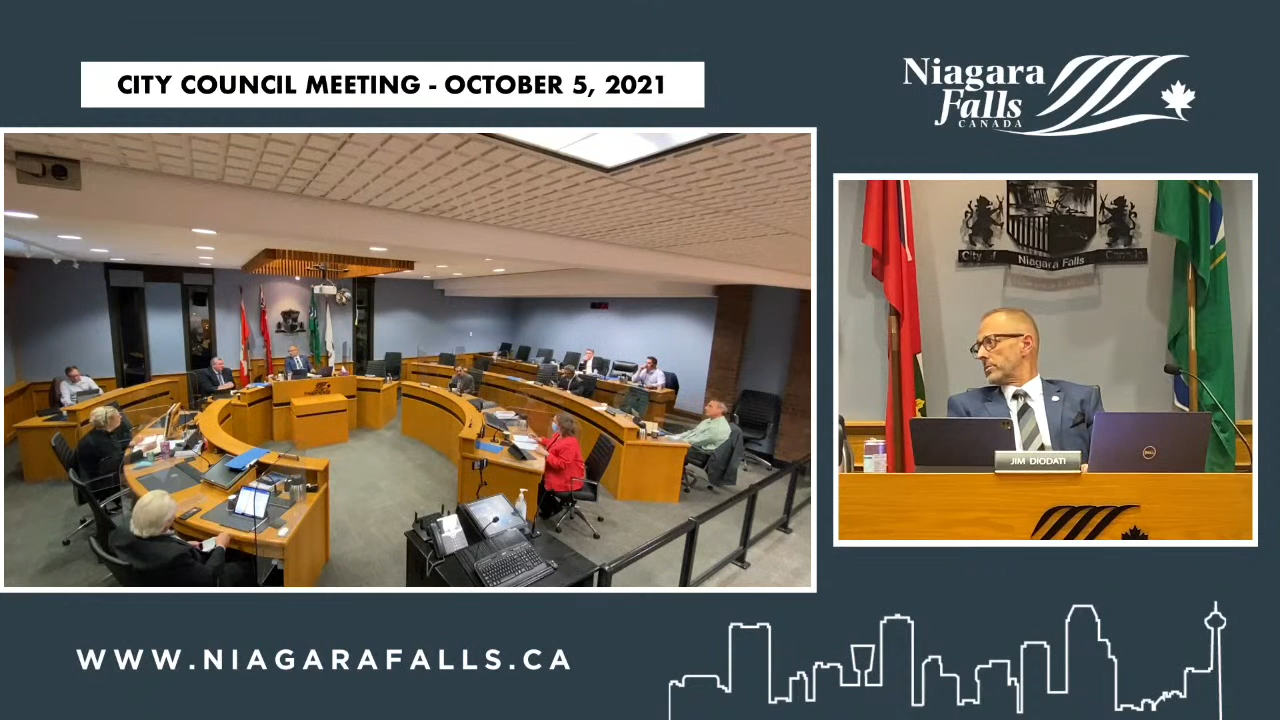 CITY COUNCIL MEETING - OCTOBER 5, 2021
Niagara
Falls
CANADA
City of Niagara Falls Canada
JIM DIODATI
DELL
WWW.NIAGARAFALLS.CA